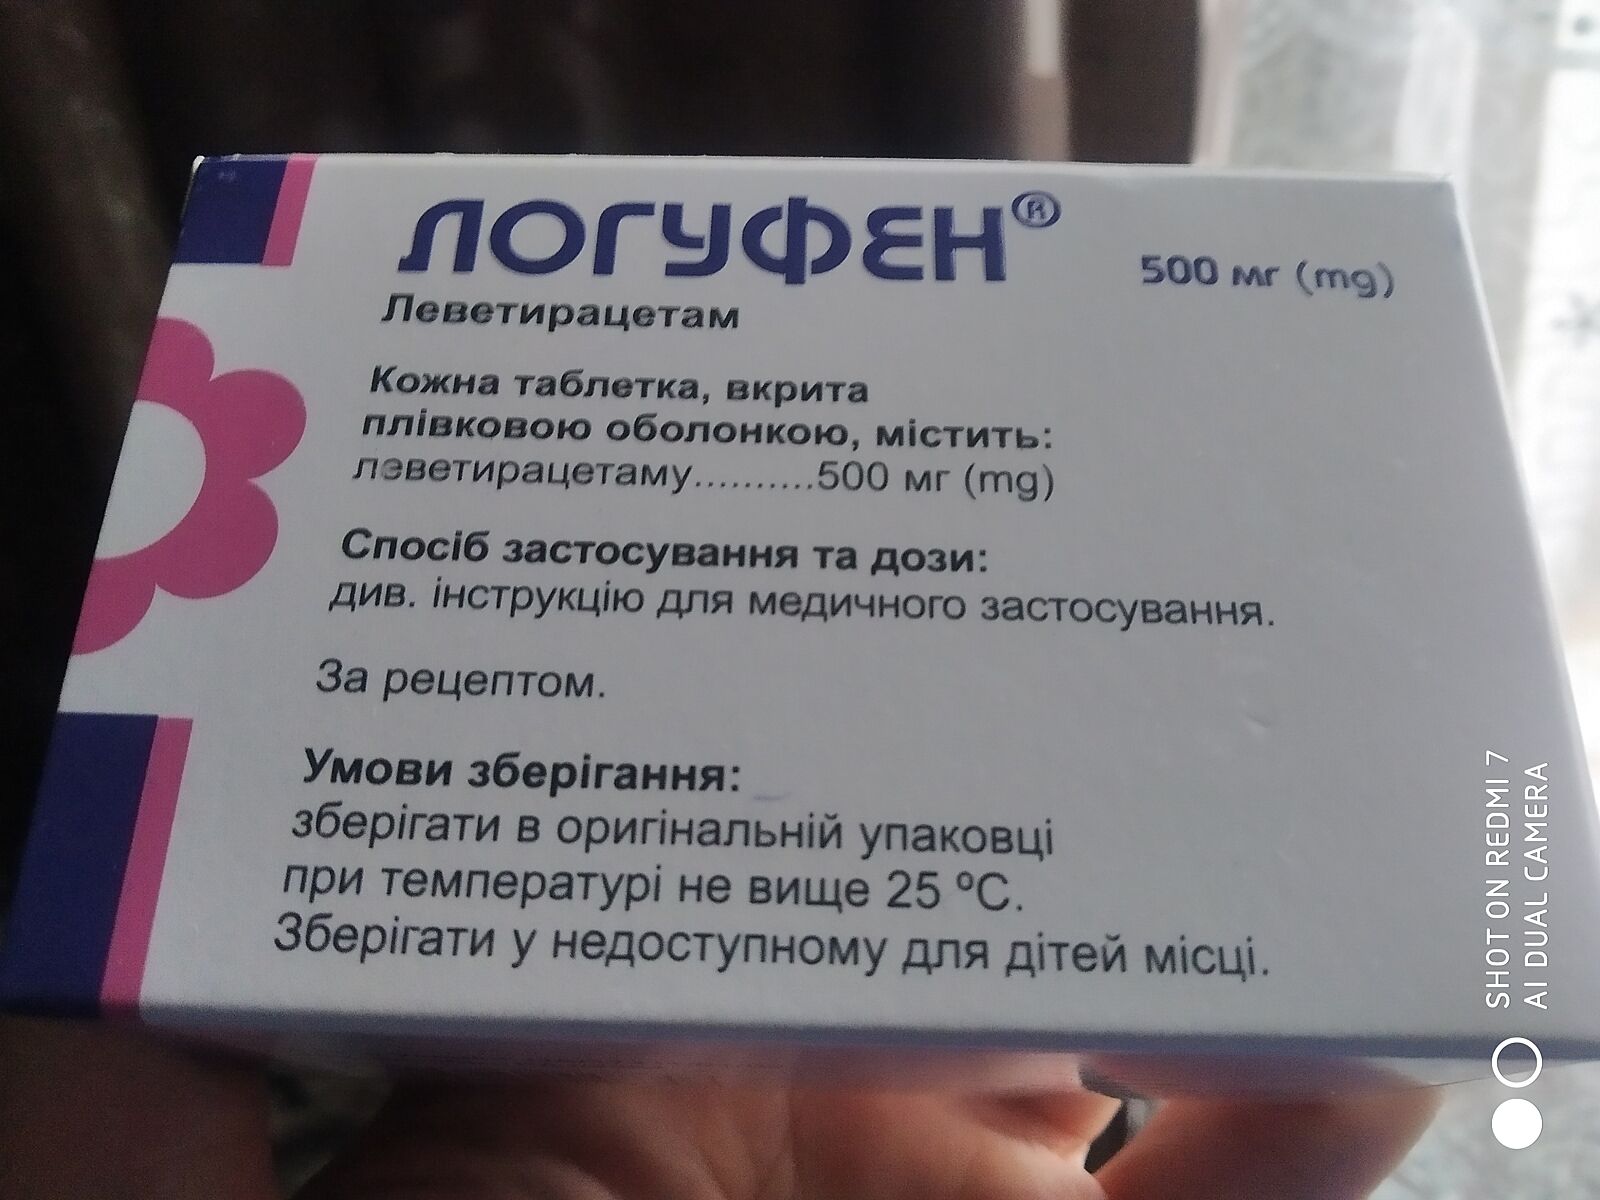 ЛОГУФЕН®
500 мг (mg)
Леветирацетам
Кожна таблетка, вкрита
плівковою оболонкою, містить:
леветирацетаму..........500 мг (mg)
Спосіб застосування та дози:
див. інструкцію для медичного застосування.
За рецептом.
Умови зберігання:
зберігати в оригінальній упаковці
при температурі не вище 25 ºС.
Зберігати у недоступному для дітей місці.
SHOT ON REDMI 7
AI DUAL CAMERA